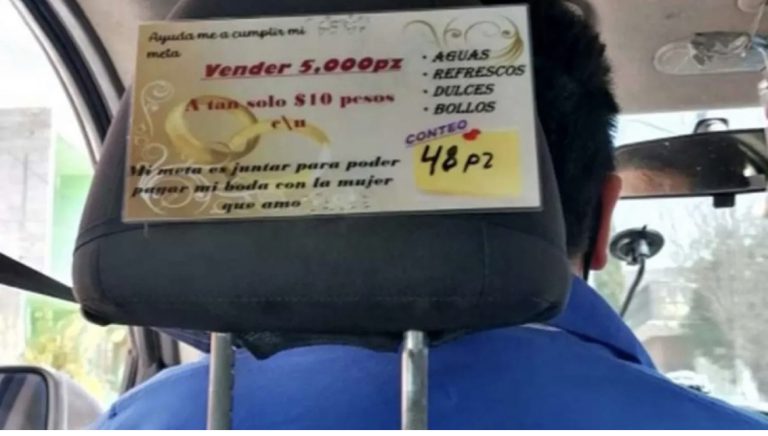 Ayuda me a cumplir mi
meta
Vender 5,000pz
A tan solo $10 pesos
c\u
Mi meta es juntar para poder
pagar mi boda con la mujer
que amo
· AGUAS
· REFRESCOS
· DULCES
· BOLLOS
CONTEO
48 pz